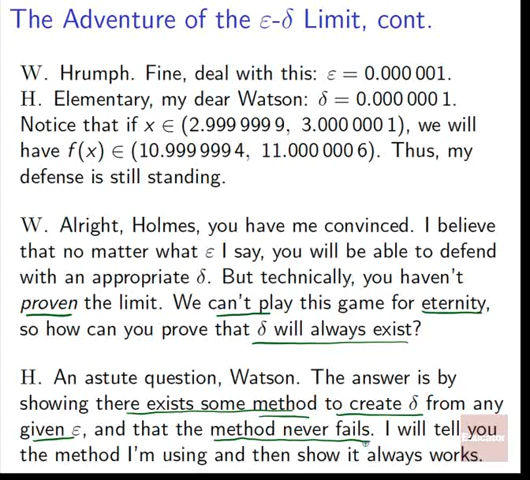 The Adventure of the ε-δ Limit, cont.
W. Hrumph. Fine, deal with this: ε = 0.000 001.
H. Elementary, my dear Watson: δ = 0.000 000 1.
Notice that if x ∈ (2.999 999 9, 3.000 000 1), we will
have f(x) ∈ (10.999 999 4, 11.000 000 6). Thus, my
defense is still standing.
W. Alright, Holmes, you have me convinced. I believe
that no matter what ε I say, you will be able to defend
with an appropriate δ. But technically, you haven't
proven the limit. We can't play this game for eternity,
so how can you prove that δ will always exist?
H. An astute question, Watson. The answer is by
showing there exists some method to create δ from any
given ε, and that the method never fails. I will tell you
the method I'm using and then show it always works.